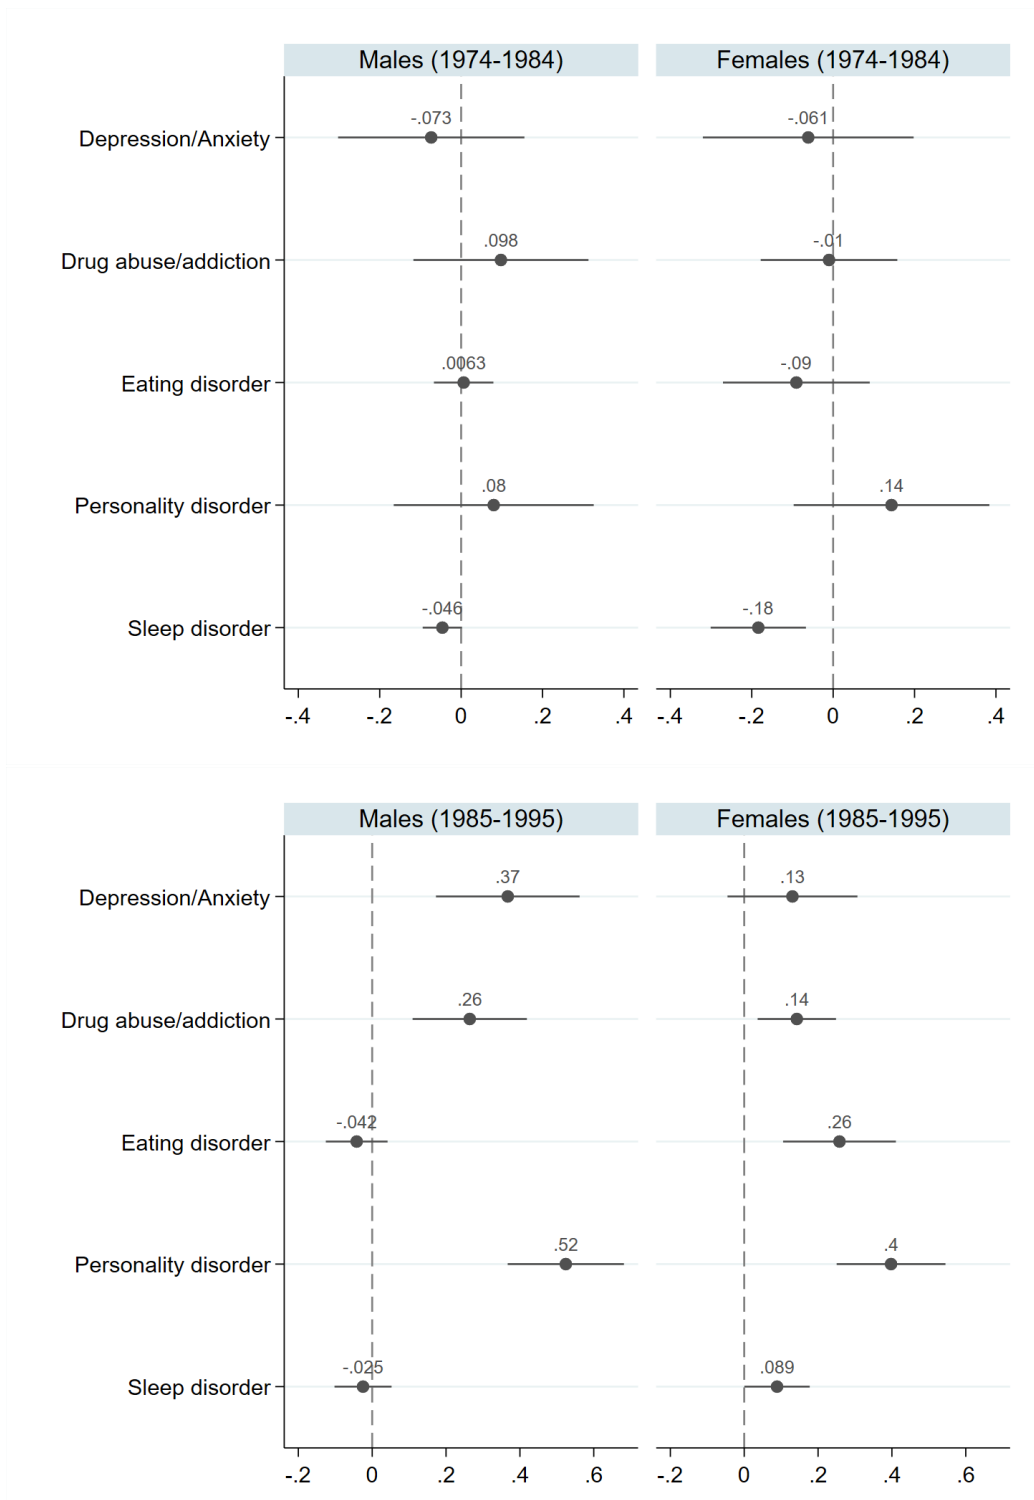 Males (1974-1984) Females (1974-1984)
Depression/Anxiety -.073 -.061
Drug abuse/addiction .098 -.01
Eating disorder .0063 -.09
Personality disorder .08 .14
Sleep disorder -.046 -.18
-.4 -.2 0 .2 .4 -.4 -.2 0 .2 .4
Males (1985-1995) Females (1985-1995)
Depression/Anxiety .37 .13
Drug abuse/addiction .26 .14
Eating disorder -.042 .26
Personality disorder .52 .4
Sleep disorder -.025 .089
-.2 0 .2 .4 .6 -.2 0 .2 .4 .6